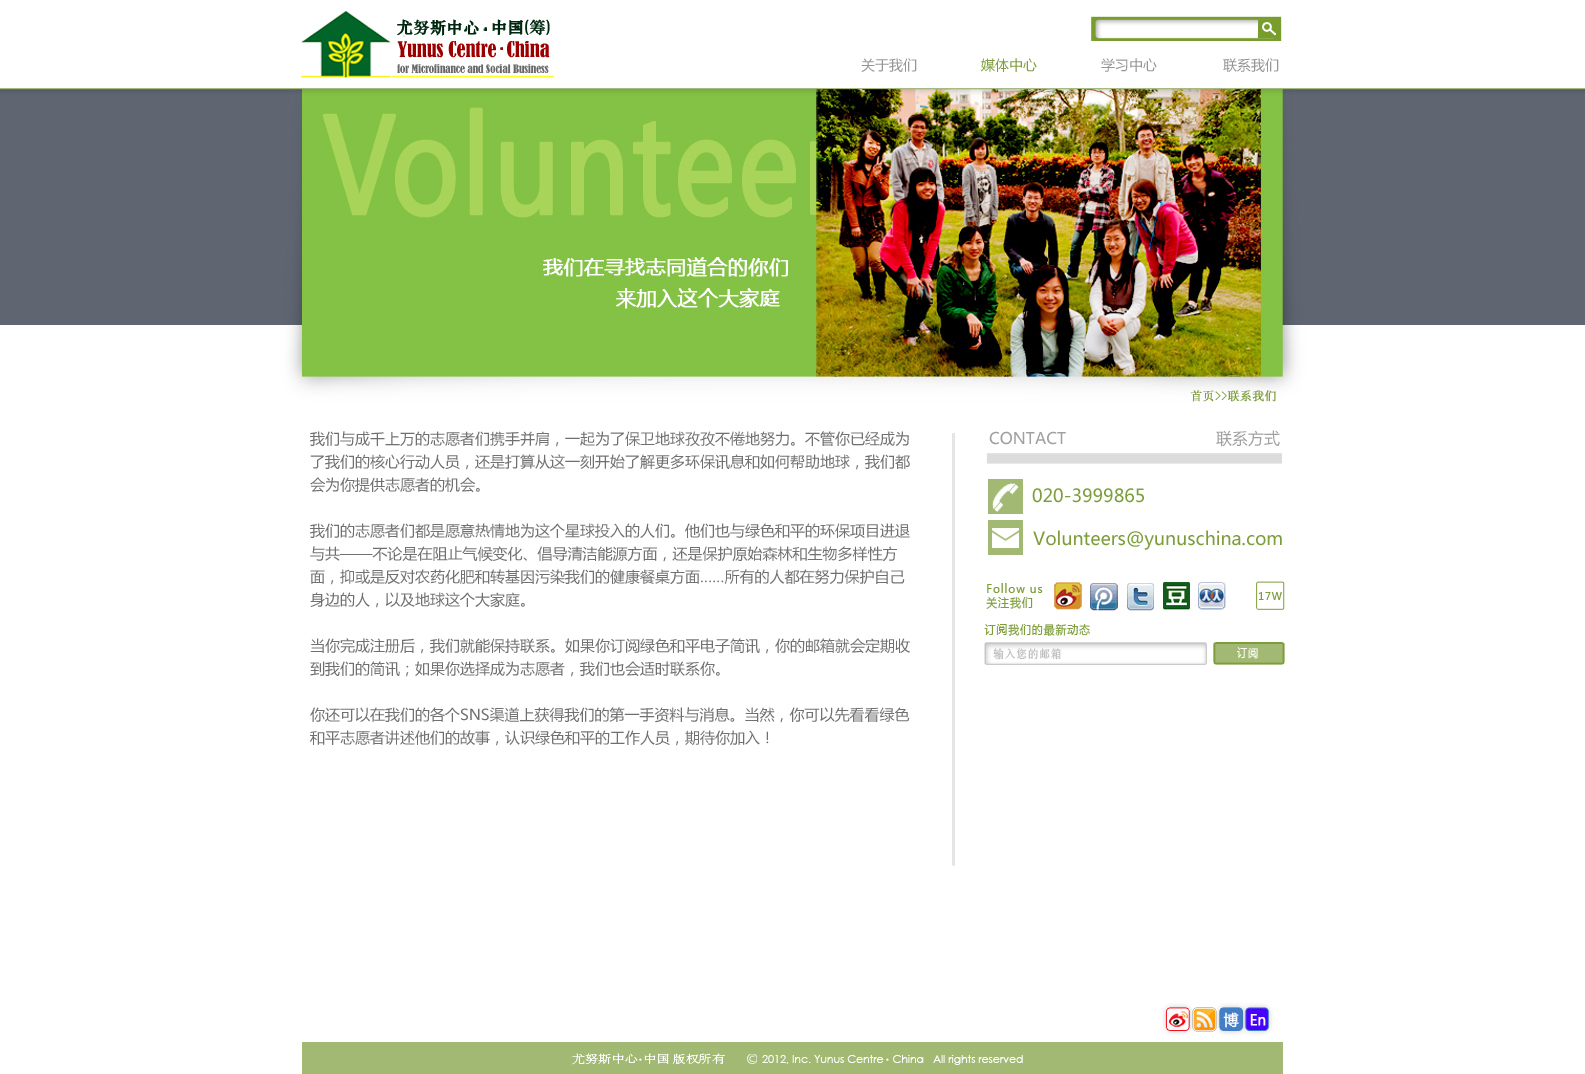 尤努斯中心·中国(筹)
Yunus Centre·China
for Microfinance and Social Business
关于我们 媒体中心 学习中心 联系我们
Volunteer
我们在寻找志同道合的你们
来加入这个大家庭
首页>>联系我们
我们与成千上万的志愿者们携手并肩，一起为了保卫地球孜孜不倦地努力。不管你已经成为
了我们的核心行动人员，还是打算从这一刻开始了解更多环保讯息和如何帮助地球，我们都
会为你提供志愿者的机会。
我们的志愿者们都是愿意热情地为这个星球投入的人们。他们也与绿色和平的环保项目进退
与共——不论是在阻止气候变化、倡导清洁能源方面，还是保护原始森林和生物多样性方
面，抑或是反对农药化肥和转基因污染我们的健康餐桌方面……所有的人都在努力保护自己
身边的人，以及地球这个大家庭。
当你完成注册后，我们就能保持联系。如果你订阅绿色和平电子简讯，你的邮箱就会定期收
到我们的简讯；如果你选择成为志愿者，我们也会适时联系你。
你还可以在我们的各个SNS渠道上获得我们的第一手资料与消息。当然，你可以先看看绿色
和平志愿者讲述他们的故事，认识绿色和平的工作人员，期待你加入！
CONTACT 联系方式
020-3999865
Volunteers@yunuschina.com
Follow us
关注我们
豆
17W
订阅我们的最新动态
输入您的邮箱 订阅
博 En
尤努斯中心·中国 版权所有 © 2012, Inc. Yunus Centre·China All rights reserved